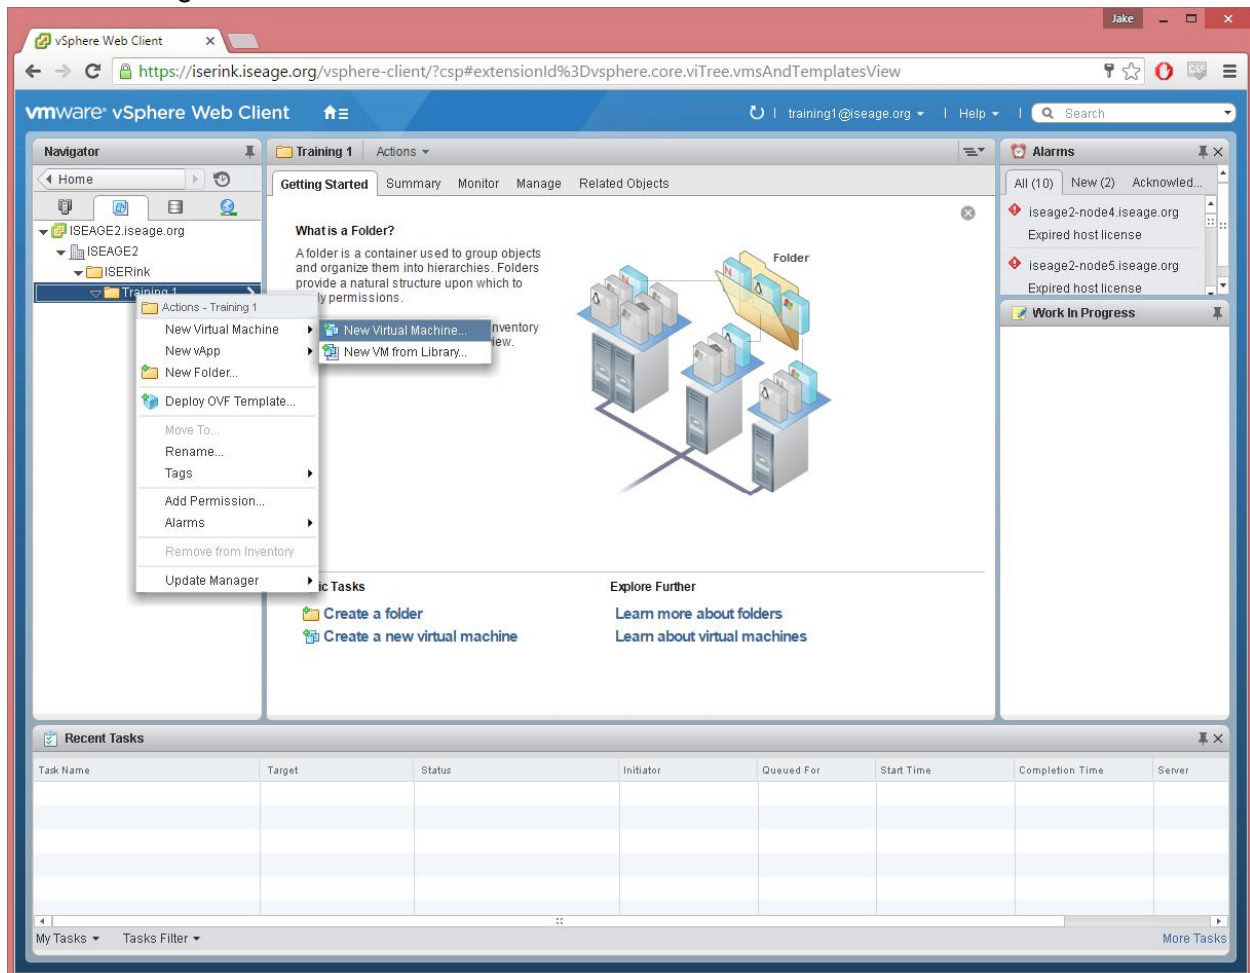 Jake
vSphere Web Client
https://iserink.iseage.org/vsphere-client/?csp#extensionId%3Dvsphere.core.viTree.vmsAndTemplatesView
vmware® vSphere Web Client
training1@iseage.org
Help
Search
Navigator
Home
ISEAGE2.iseage.org
ISEAGE2
ISERink
Training 1
Actions - Training 1
New Virtual Machine
New vApp
New Folder...
Deploy OVF Template...
Move To...
Rename...
Tags
Add Permission...
Alarms
Remove from Inventory
Update Manager
New Virtual Machine...
New VM from Library...
Training 1
Actions
Getting Started
Summary
Monitor
Manage
Related Objects
What is a Folder?
A folder is a container used to group objects
and organize them into hierarchies. Folders
provide a natural structure upon which to
permissions.
nventory
iew.
Folder
ic Tasks
Create a folder
Create a new virtual machine
Explore Further
Learn more about folders
Learn about virtual machines
Alarms
All (10)
New (2)
Acknowled...
iseage2-node4.iseage.org
Expired host license
iseage2-node5.iseage.org
Expired host license
Work In Progress
Recent Tasks
Task Name
Target
Status
Initiator
Queued For
Start Time
Completion Time
Server
My Tasks
Tasks Filter
More Tasks